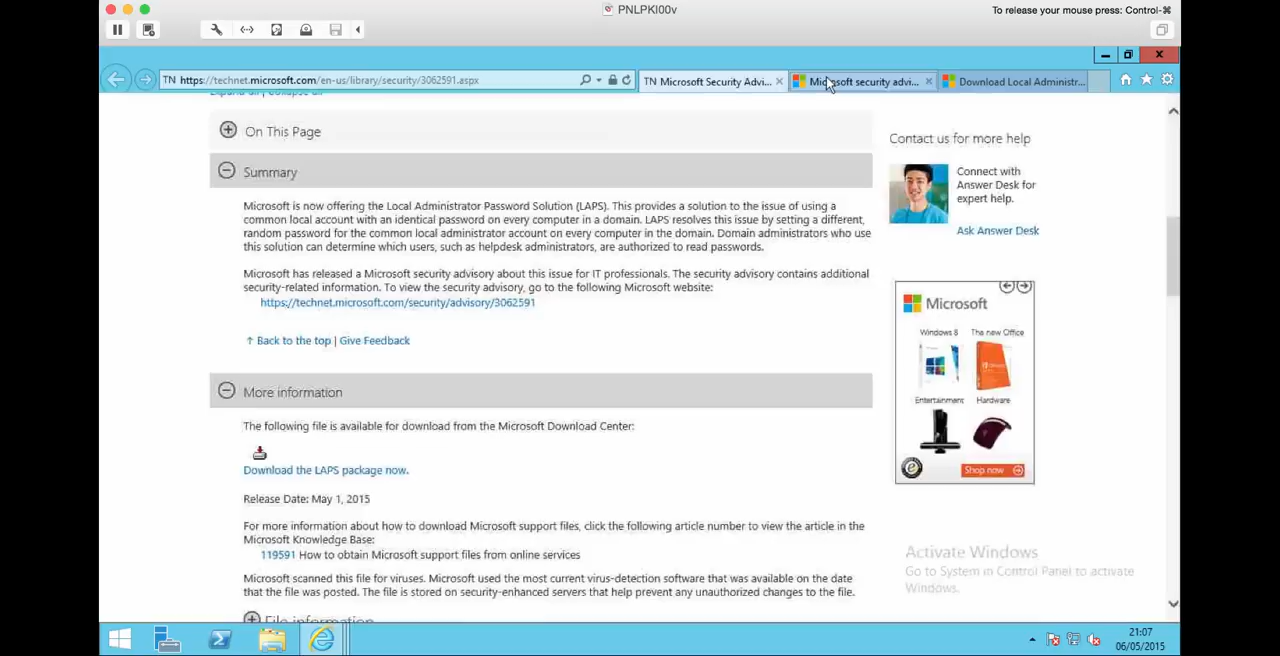 PNLPKI00v
To release your mouse press: Control-⌘
TN https://technet.microsoft.com/en-us/library/security/3062591.aspx
TN Microsoft Security Advi...
Microsoft security advi...
Download Local Administr...
Expand all | Collapse all
On This Page
Contact us for more help
Summary
Connect with
Answer Desk for
expert help.
Ask Answer Desk
Microsoft is now offering the Local Administrator Password Solution (LAPS). This provides a solution to the issue of using a
common local account with an identical password on every computer in a domain. LAPS resolves this issue by setting a different,
random password for the common local administrator account on every computer in the domain. Domain administrators who use
this solution can determine which users, such as helpdesk administrators, are authorized to read passwords.
Microsoft has released a Microsoft security advisory about this issue for IT professionals. The security advisory contains additional
security-related information. To view the security advisory, go to the following Microsoft website:
https://technet.microsoft.com/security/advisory/3062591
↑ Back to the top | Give Feedback
Microsoft
Windows 8
The new Office
Entertainment
Hardware
Shop now
More information
The following file is available for download from the Microsoft Download Center:
Download the LAPS package now.
Release Date: May 1, 2015
For more information about how to download Microsoft support files, click the following article number to view the article in the
Microsoft Knowledge Base:
119591 How to obtain Microsoft support files from online services
Microsoft scanned this file for viruses. Microsoft used the most current virus-detection software that was available on the date
that the file was posted. The file is stored on security-enhanced servers that help prevent any unauthorized changes to the file.
File information
Activate Windows
Go to System in Control Panel to activate
Windows.
21:07
06/05/2015